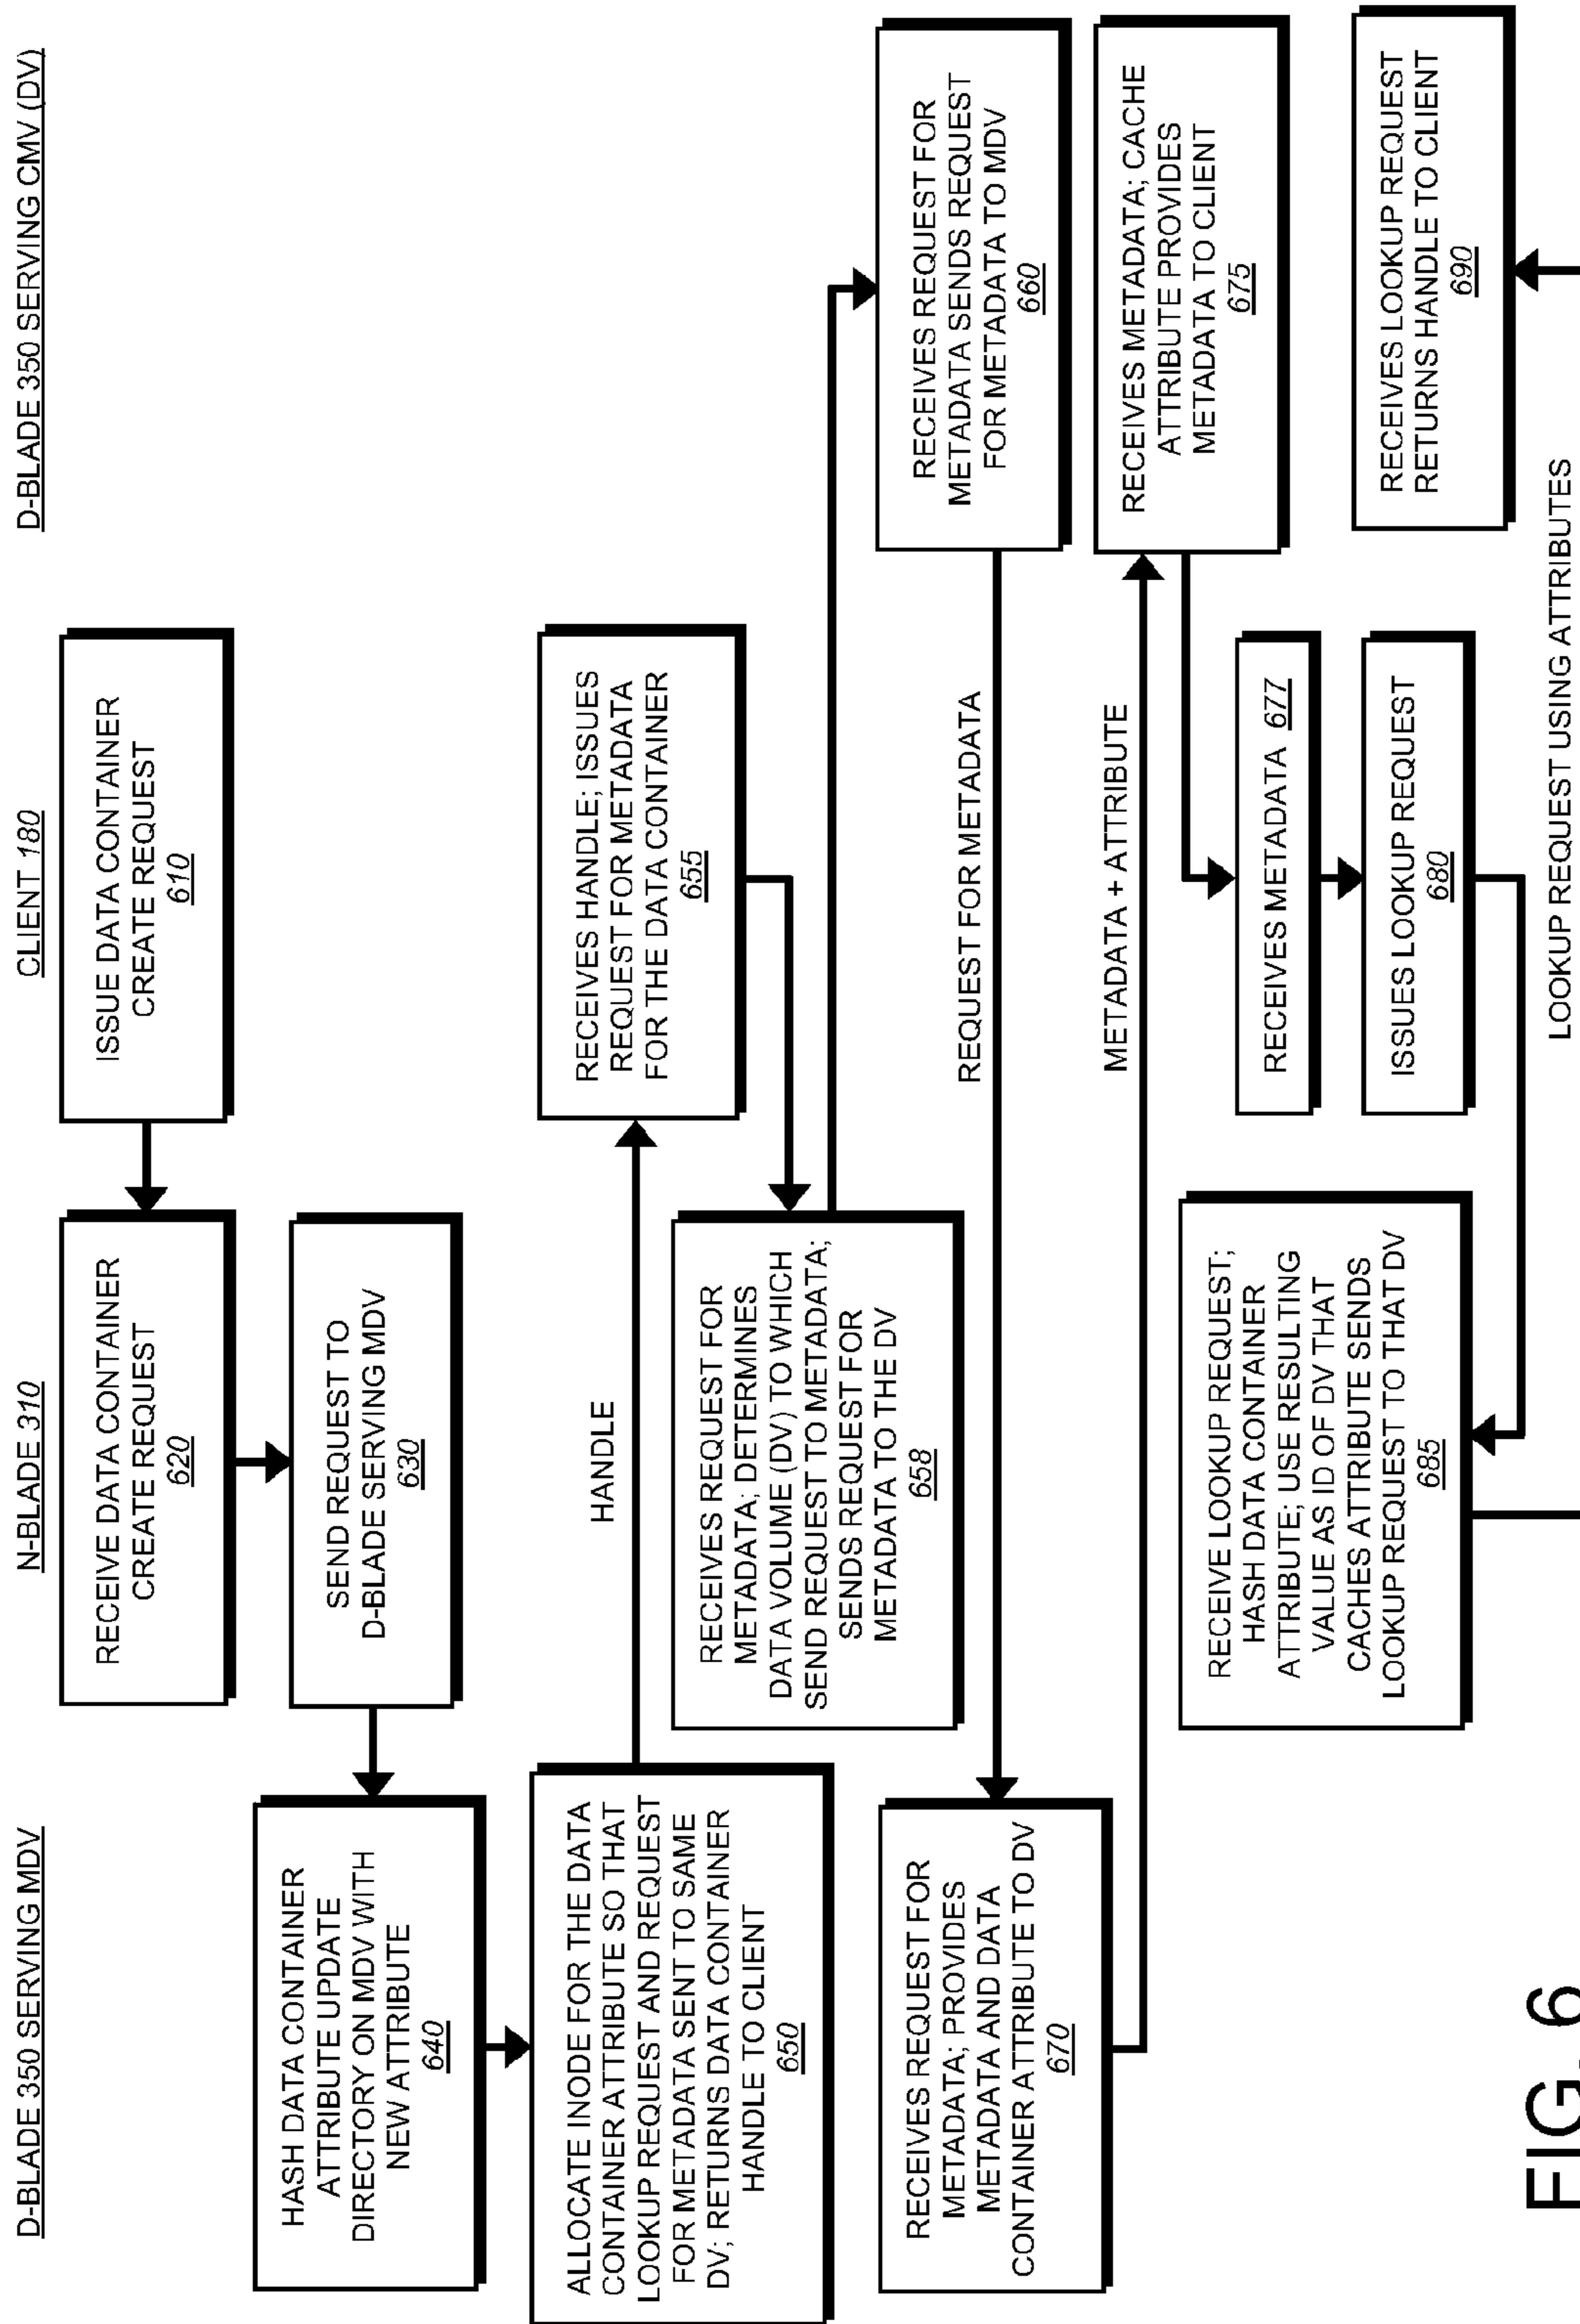 D-BLADE 350 SERVING MDV
N-BLADE 310
CLIENT 180
D-BLADE 350 SERVING CMV (DV)
ISSUE DATA CONTAINER
CREATE REQUEST
610
RECEIVE DATA CONTAINER
CREATE REQUEST
620
SEND REQUEST TO
D-BLADE SERVING MDV
630
HASH DATA CONTAINER
ATTRIBUTE UPDATE
DIRECTORY ON MDV WITH
NEW ATTRIBUTE
640
ALLOCATE INODE FOR THE DATA
CONTAINER ATTRIBUTE SO THAT
LOOKUP REQUEST AND REQUEST
FOR METADATA SENT TO SAME
DV; RETURNS DATA CONTAINER
HANDLE TO CLIENT
650
HANDLE
RECEIVES HANDLE; ISSUES
REQUEST FOR METADATA
FOR THE DATA CONTAINER
655
RECEIVES REQUEST FOR
METADATA; DETERMINES
DATA VOLUME (DV) TO WHICH
SEND REQUEST TO METADATA;
SENDS REQUEST FOR
METADATA TO THE DV
658
RECEIVES REQUEST FOR
METADATA SENDS REQUEST
FOR METADATA TO MDV
660
REQUEST FOR METADATA
RECEIVES REQUEST FOR
METADATA; PROVIDES
METADATA AND DATA
CONTAINER ATTRIBUTE TO DV
670
METADATA + ATTRIBUTE
RECEIVES METADATA; CACHE
ATTRIBUTE PROVIDES
METADATA TO CLIENT
675
RECEIVES METADATA 677
ISSUES LOOKUP REQUEST
680
RECEIVE LOOKUP REQUEST;
HASH DATA CONTAINER
ATTRIBUTE; USE RESULTING
VALUE AS ID OF DV THAT
CACHES ATTRIBUTE SENDS
LOOKUP REQUEST TO THAT DV
685
LOOKUP REQUEST USING ATTRIBUTES
RECEIVES LOOKUP REQUEST
RETURNS HANDLE TO CLIENT
690
FIG. 6